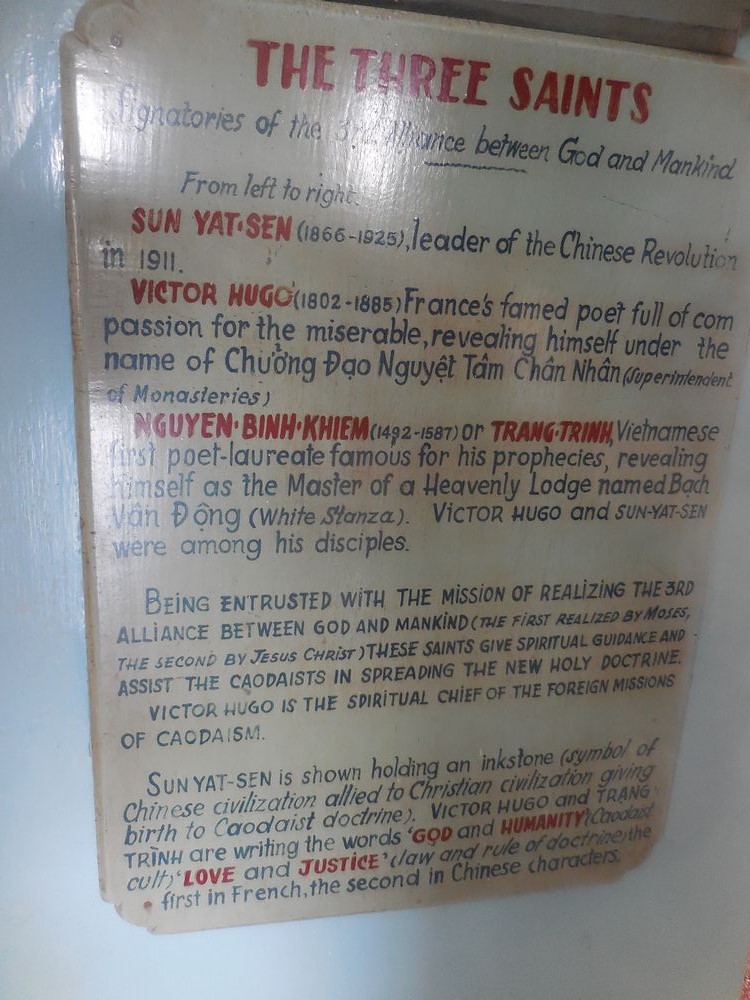 THE THREE SAINTS
Signatories of the 3rd Alliance between God and Mankind
From left to right:
SUN YAT-SEN (1866-1925), leader of the Chinese Revolution
in 1911.
VICTOR HUGO (1802-1885) France's famed poet full of com
passion for the miserable, revealing himself under the
name of Chưởng Đạo Nguyệt Tâm Chân Nhân (Superintendent
of Monasteries)
NGUYEN-BINH-KHIEM (1492-1587) or TRANG-TRINH, Vietnamese
first poet-laureate famous for his prophecies, revealing
himself as the Master of a Heavenly Lodge named Bạch
Vân Động (White Stanza). VICTOR HUGO and SUN-YAT-SEN
were among his disciples.
BEING ENTRUSTED WITH THE MISSION OF REALIZING THE 3RD
ALLIANCE BETWEEN GOD AND MANKIND (THE FIRST REALIZED BY MOSES,
THE SECOND BY JESUS CHRIST) THESE SAINTS GIVE SPIRITUAL GUIDANCE AND
ASSIST THE CAODAISTS IN SPREADING THE NEW HOLY DOCTRINE.
VICTOR HUGO IS THE SPIRITUAL CHIEF OF THE FOREIGN MISSIONS
OF CAODAISM.
SUN YAT-SEN is shown holding an inkstone (symbol of
Chinese civilization allied to Christian civilization giving
birth to Caodaist doctrine). VICTOR HUGO and TRANG
TRÌNH are writing the words 'GOD and HUMANITY' (Caodaist
cult) 'LOVE and JUSTICE' (law and rule of doctrine) the
first in French, the second in Chinese characters.